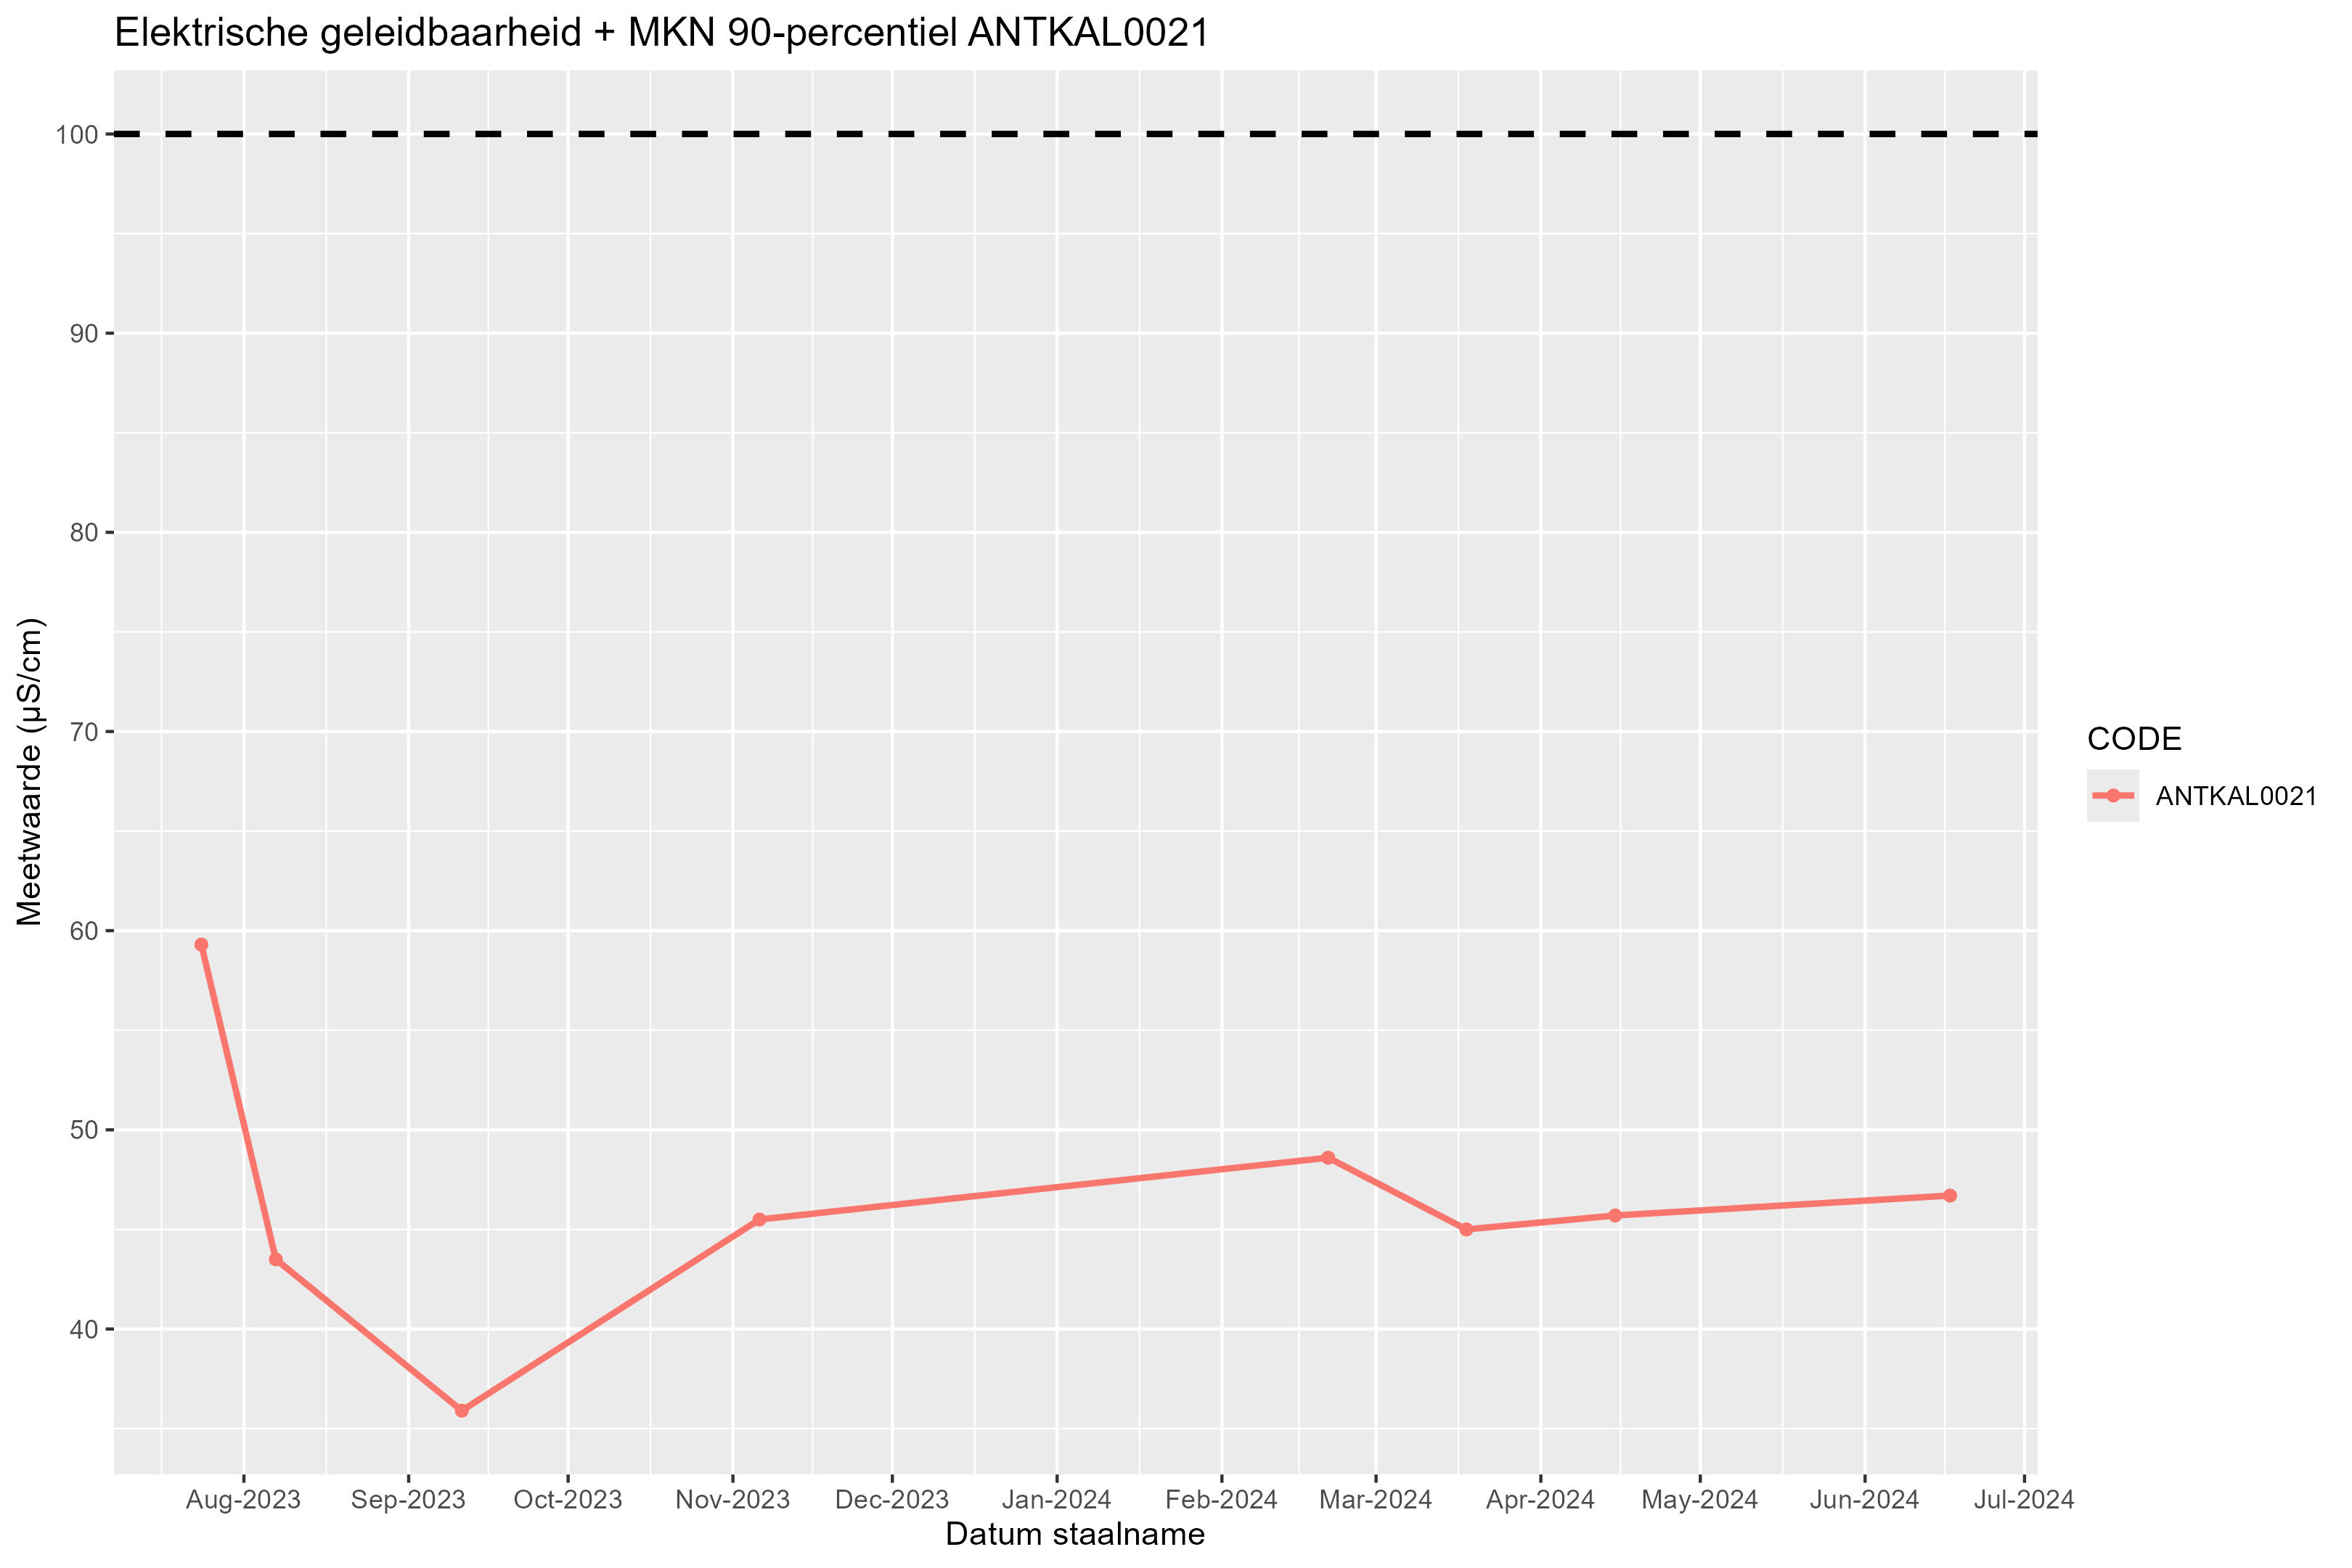 Elektrische geleidbaarheid + MKN 90-percentiel ANTKAL0021
100
90
80
70
60
50
40
Meetwaarde (µS/cm)
Aug-2023 Sep-2023 Oct-2023 Nov-2023 Dec-2023 Jan-2024 Feb-2024 Mar-2024 Apr-2024 May-2024 Jun-2024 Jul-2024
Datum staalname
CODE
ANTKAL0021